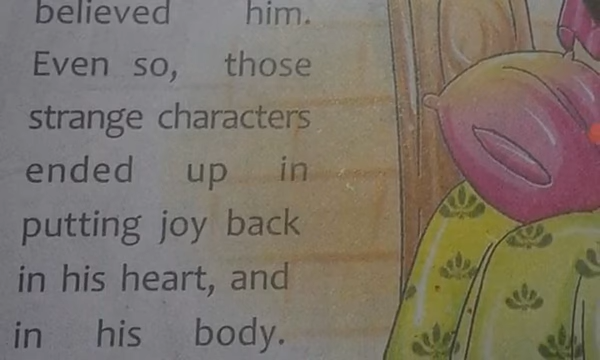 believed him.
Even so, those
strange characters
ended up in
putting joy back
in his heart, and
in his body.